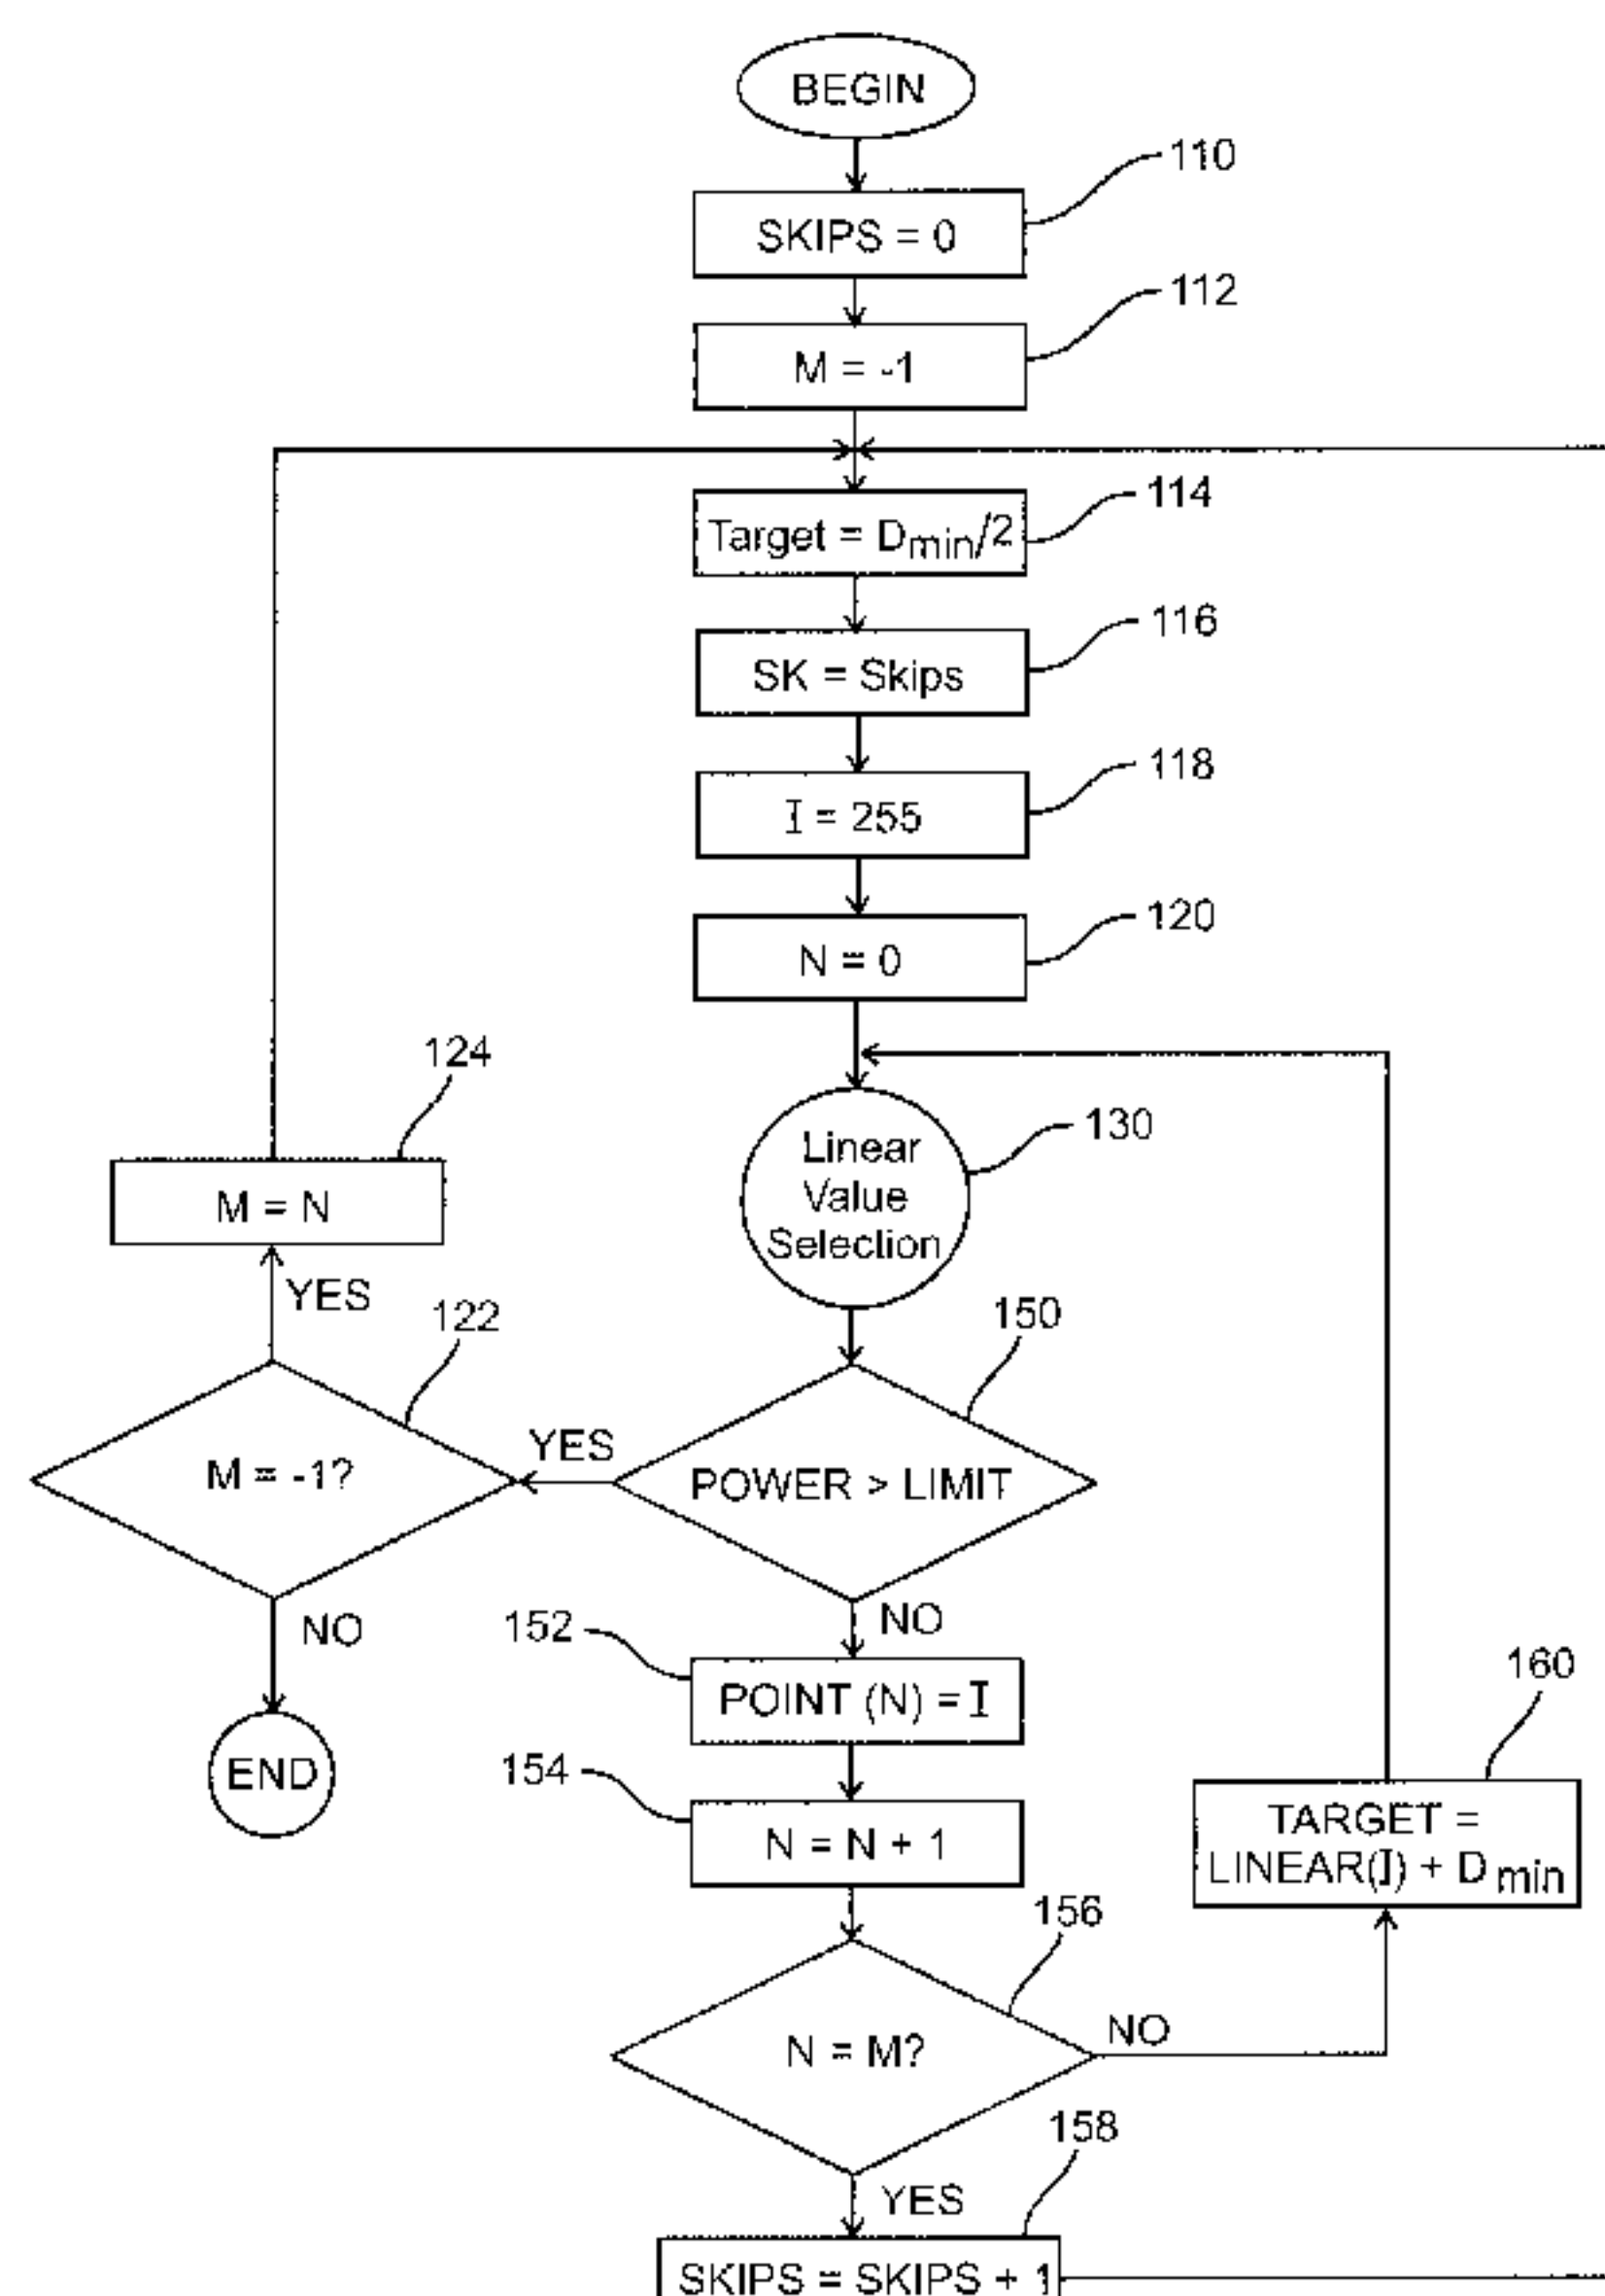 BEGIN
110
SKIPS = 0
112
M = -1
114
Target = Dmin/2
116
SK = Skips
118
I = 255
120
N = 0
124
M = N
130
Linear
Value
Selection
YES
122
150
M = -1?
YES
POWER > LIMIT
NO
NO
152
POINT (N) = I
160
END
154
N = N + 1
TARGET =
LINEAR(I) + Dmin
156
N = M?
NO
158
YES
SKIPS = SKIPS + 1